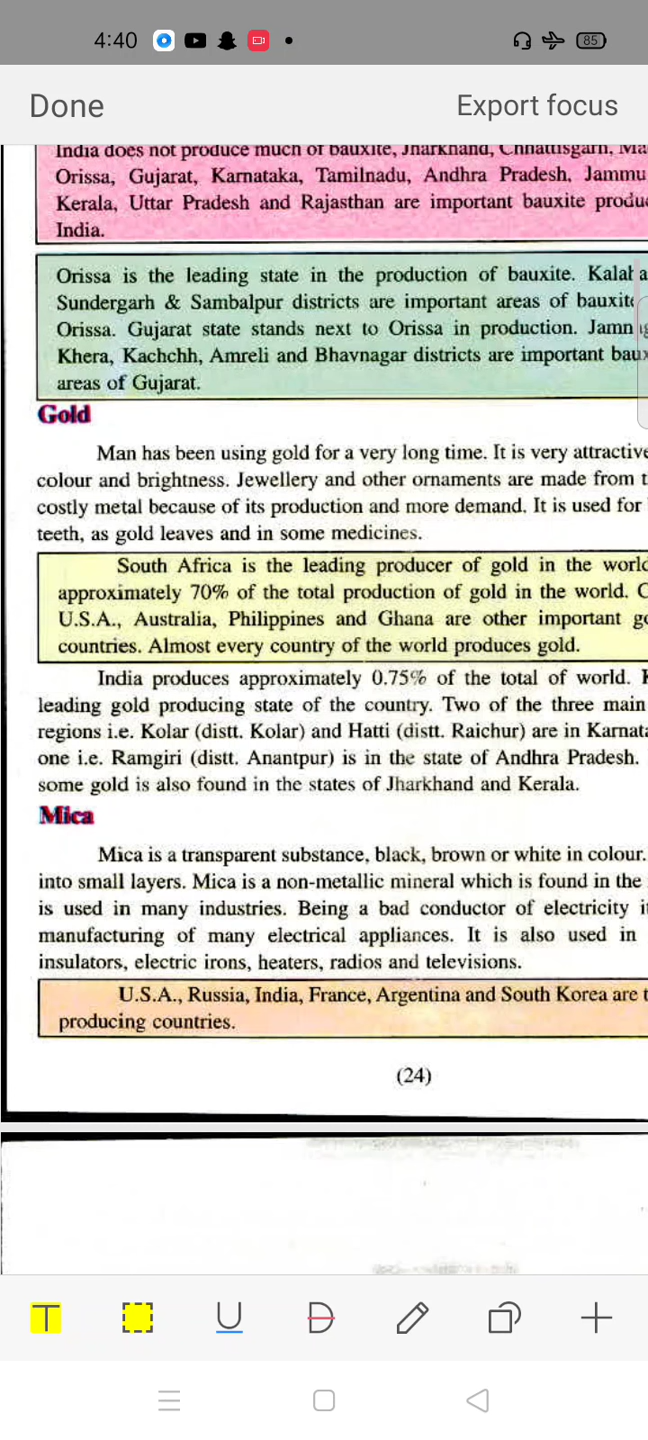 4:40
85
Done
Export focus
India does not produce much of bauxite, Jharkhand, Chhattisgarh,
Orissa, Gujarat, Karnataka, Tamilnadu, Andhra Pradesh, Jammu
Kerala, Uttar Pradesh and Rajasthan are important bauxite
India.
Orissa is the leading state in the production of bauxite.
Sundergarh & Sambalpur districts are important areas of
Orissa. Gujarat state stands next to Orissa in production.
Khera, Kachchh, Amreli and Bhavnagar districts are important
areas of Gujarat.
Gold
Man has been using gold for a very long time. It is very attractive
colour and brightness. Jewellery and other ornaments are made from
costly metal because of its production and more demand. It is used for
teeth, as gold leaves and in some medicines.
South Africa is the leading producer of gold in the
approximately 70% of the total production of gold in the world.
U.S.A., Australia, Philippines and Ghana are other important
countries. Almost every country of the world produces gold.
India produces approximately 0.75% of the total of world.
leading gold producing state of the country. Two of the three main
regions i.e. Kolar (distt. Kolar) and Hatti (distt. Raichur) are in
one i.e. Ramgiri (distt. Anantpur) is in the state of Andhra Pradesh.
some gold is also found in the states of Jharkhand and Kerala.
Mica
Mica is a transparent substance, black, brown or white in colour.
into small layers. Mica is a non-metallic mineral which is found in the
is used in many industries. Being a bad conductor of electricity
manufacturing of many electrical appliances. It is also used in
insulators, electric irons, heaters, radios and televisions.
U.S.A., Russia, India, France, Argentina and South Korea are
producing countries.
(24)